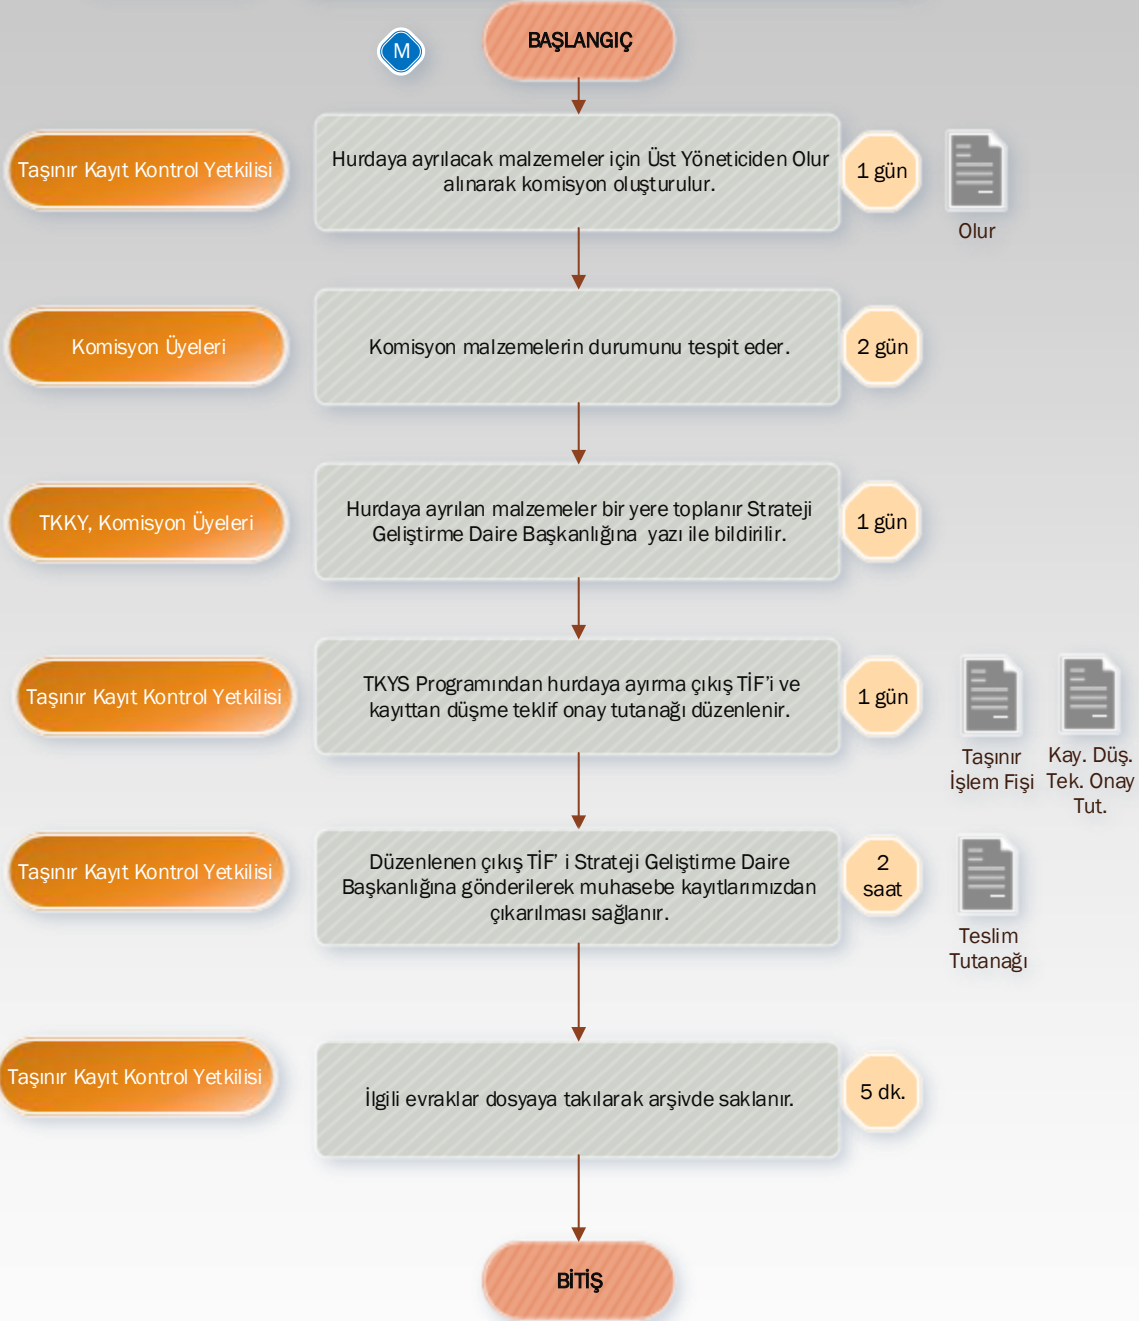 M
BAŞLANGIÇ
Taşınır Kayıt Kontrol Yetkilisi
Hurdaya ayrılacak malzemeler için Üst Yöneticiden Olur
alınarak komisyon oluşturulur.
1 gün
Olur
Komisyon Üyeleri
Komisyon malzemelerin durumunu tespit eder.
2 gün
TKKY, Komisyon Üyeleri
Hurdaya ayrılan malzemeler bir yere toplanır Strateji
Geliştirme Daire Başkanlığına  yazı ile bildirilir.
1 gün
Taşınır Kayıt Kontrol Yetkilisi
TKYS Programından hurdaya ayırma çıkış TİF’i ve
kayıttan düşme teklif onay tutanağı düzenlenir.
1 gün
Taşınır
İşlem Fişi
Kay. Düş.
Tek. Onay
Tut.
Taşınır Kayıt Kontrol Yetkilisi
Düzenlenen çıkış TİF’ i Strateji Geliştirme Daire
Başkanlığına gönderilerek muhasebe kayıtlarımızdan
çıkarılması sağlanır.
2
saat
Teslim
Tutanağı
Taşınır Kayıt Kontrol Yetkilisi
İlgili evraklar dosyaya takılarak arşivde saklanır.
5 dk.
BİTİŞ